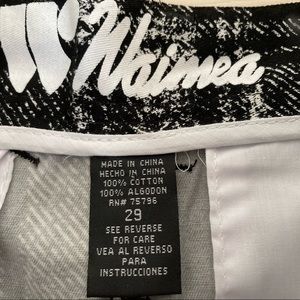 Waimea
MADE IN CHINA
HECHO IN CHINA
100% COTTON
100% ALGODON
RN# 75796
29
SEE REVERSE
FOR CARE
VEA AL REVERSO
PARA
INSTRUCCIONES